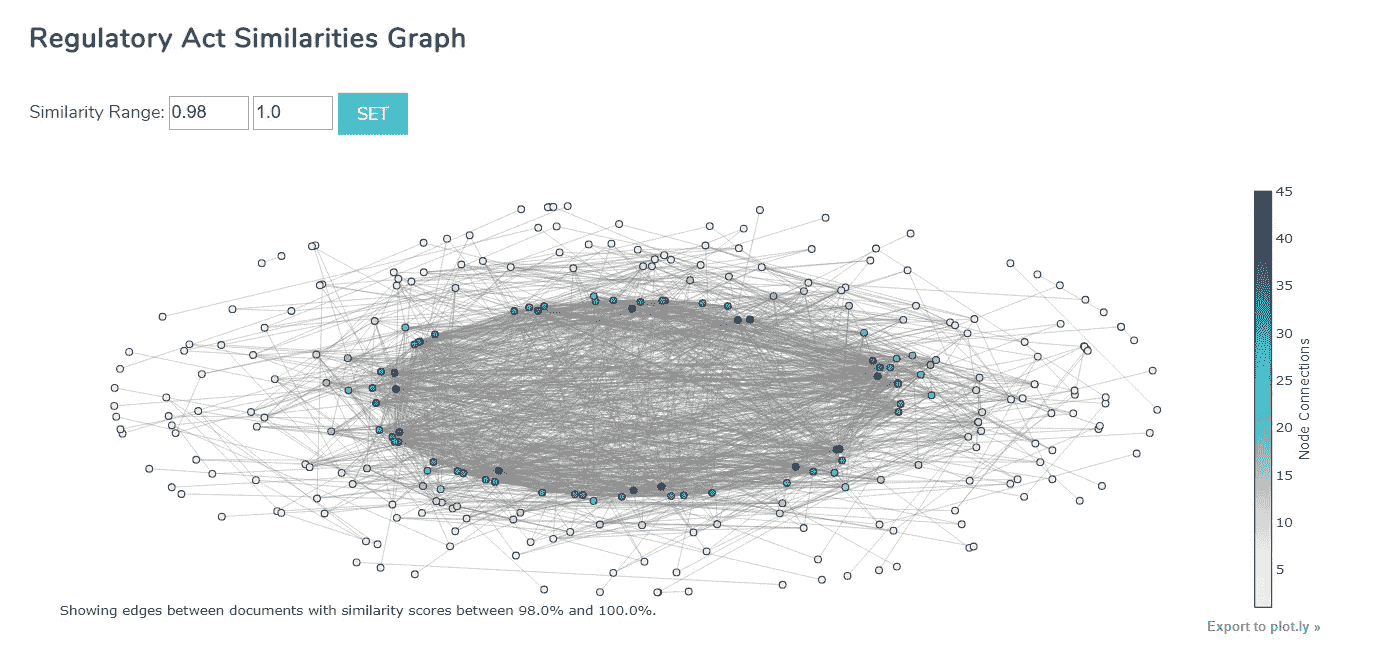 Regulatory Act Similarities Graph
Similarity Range: 0.98 1.0 SET
45
40
35
30
25
20
15
10
5
Node Connections
Showing edges between documents with similarity scores between 98.0% and 100.0%.
Export to plot.ly »